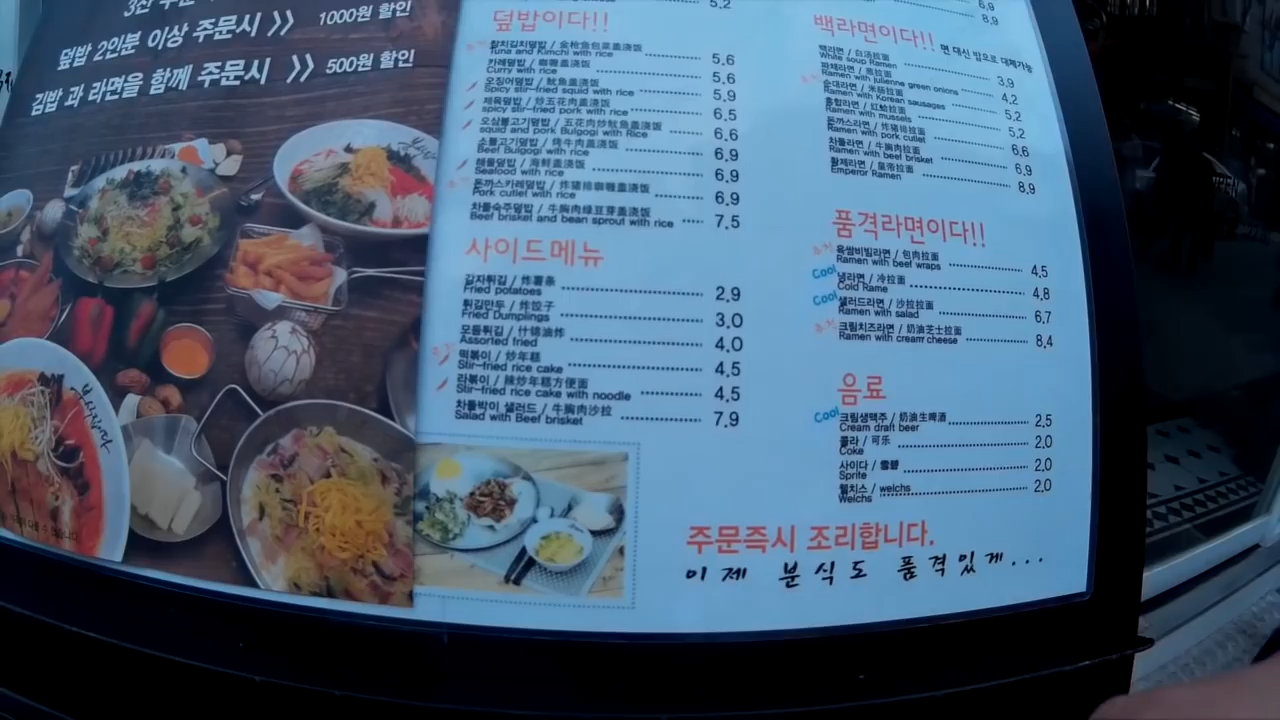 덮밥 2인분 이상 주문시 >> 1000원 할인
김밥 과 라면을 함께 주문시 >> 500원 할인
5.2
덮밥이다!!
참치김치덮밥 / 金枪鱼包菜盖浇饭
Tuna and Kimchi with rice 5.6
카레덮밥 / 咖喱盖浇饭
Curry with rice 5.6
오징어덮밥 / 鱿鱼盖浇饭
Spicy stir-fried squid with rice 5.9
제육덮밥 / 炒五花肉盖浇饭
spicy stir-fried pork with rice 6.5
오삼불고기덮밥 / 五花肉炒鱿鱼盖浇饭
squid and pork Bulgogi with Rice 6.6
소불고기덮밥 / 烤牛肉盖浇饭
Beef Bulgogi with rice 6.9
해물덮밥 / 海鲜盖浇饭
Seafood with rice 6.9
돈까스카레덮밥 / 炸猪排咖喱盖浇饭
Pork cutlet with rice 6.9
차돌숙주덮밥 / 牛胸肉绿豆芽盖浇饭
Beef brisket and bean sprout with rice 7.5
사이드메뉴
감자튀김 / 炸薯条
Fried potatoes 2.9
튀김만두 / 炸饺子
Fried Dumplings 3.0
모듬튀김 / 什锦油炸
Assorted fried 4.0
떡볶이 / 炒年糕
Stir-fried rice cake 4.5
라볶이 / 辣炒年糕方便面
Stir-fried rice cake with noodle 4.5
차돌박이 샐러드 / 牛胸肉沙拉
Salad with Beef brisket 7.9
6.9
8.9
백라면이다!! 면 대신 밥으로 대체가능
백라면 / 白汤拉面
White soup Ramen 3.9
파채라면 / 葱拉面
Ramen with julienne green onions 4.2
순대라면 / 米肠拉面
Ramen with Korean sausages 5.2
홍합라면 / 红蛤拉面
Ramen with mussels 5.2
돈까스라면 / 炸猪排拉面
Ramen with pork cutlet 6.6
차돌라면 / 牛胸肉拉面
Ramen with beef brisket 6.9
황제라면 / 皇帝拉面
Emperor Ramen 8.9
품격라면이다!!
육쌈비빔라면 / 包肉拉面
Ramen with beef wraps 4.5
Cool 냉라면 / 冷拉面
Cold Rame 4.8
Cool 샐러드라면 / 沙拉拉面
Ramen with salad 6.7
크림치즈라면 / 奶油芝士拉面
Ramen with cream cheese 8.4
음료
Cool 크림생맥주 / 奶油生啤酒
Cream draft beer 2.5
콜라 / 可乐
Coke 2.0
사이다 / 雪碧
Sprite 2.0
웰치스 / welchs
Welchs 2.0
주문즉시 조리합니다.
이제 분식도 품격있게...